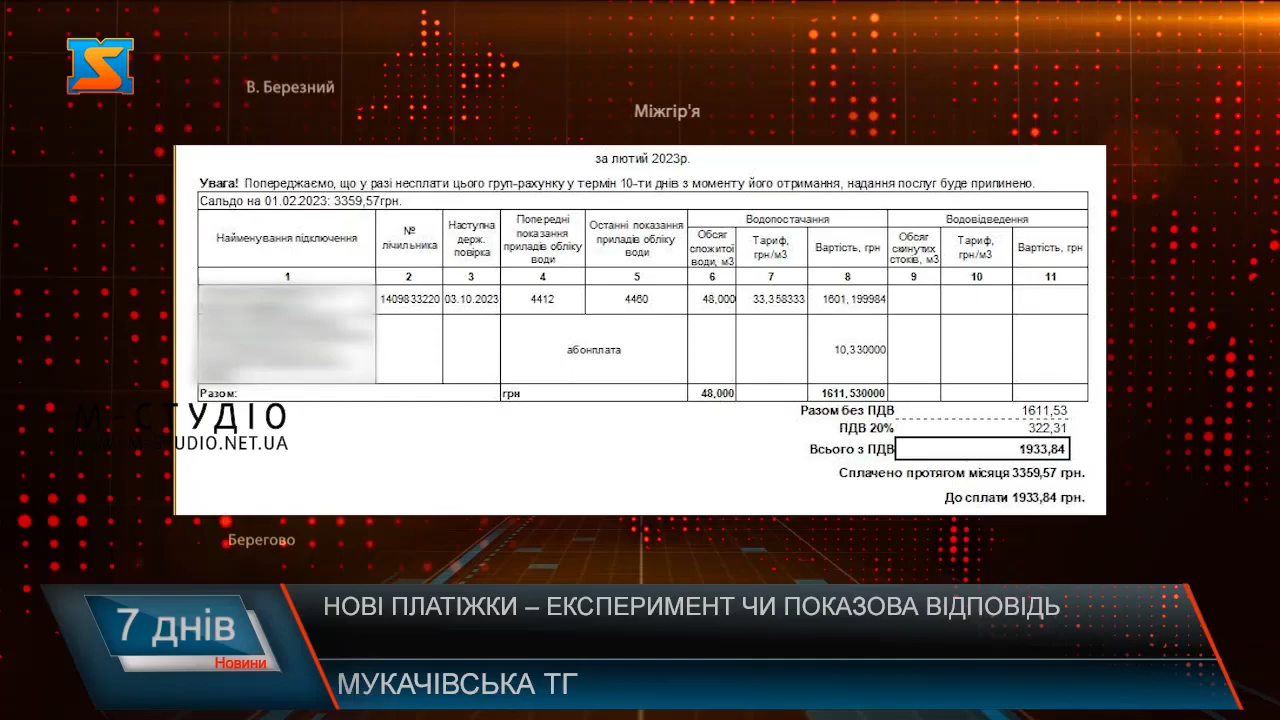 В. Березний
Міжгір'я
за лютий 2023р.
Увага! Попереджаємо, що у разі несплати цього груп-рахунку у термін 10-ти днів з моменту його отримання, надання послуг буде припинено.
Сальдо на 01.02.2023: 3359,57грн.
Найменування підключення
№ лічильника
Наступна держ. повірка
Попередні показання приладів обліку води
Останні показання приладів обліку води
Водопостачання
Водовідведення
Обсяг спожитої води, м3
Тариф, грн/м3
Вартість, грн
Обсяг скинутих стоків, м3
Тариф, грн/м3
Вартість, грн
1 2 3 4 5 6 7 8 9 10 11
1409833220 03.10.2023 4412 4460 48,000 33,358333 1601,199984
абонплата 10,330000
Разом: грн 48,000 1611,530000
Разом без ПДВ 1611,53
ПДВ 20% 322,31
Всього з ПДВ 1933,84
Сплачено протягом місяця 3359,57 грн.
До сплати 1933,84 грн.
М-СТУДІО
WWW.M-STUDIO.NET.UA
Берегово
7 днів
Новини
НОВІ ПЛАТІЖКИ – ЕКСПЕРИМЕНТ ЧИ ПОКАЗОВА ВІДПОВІДЬ
МУКАЧІВСЬКА ТГ